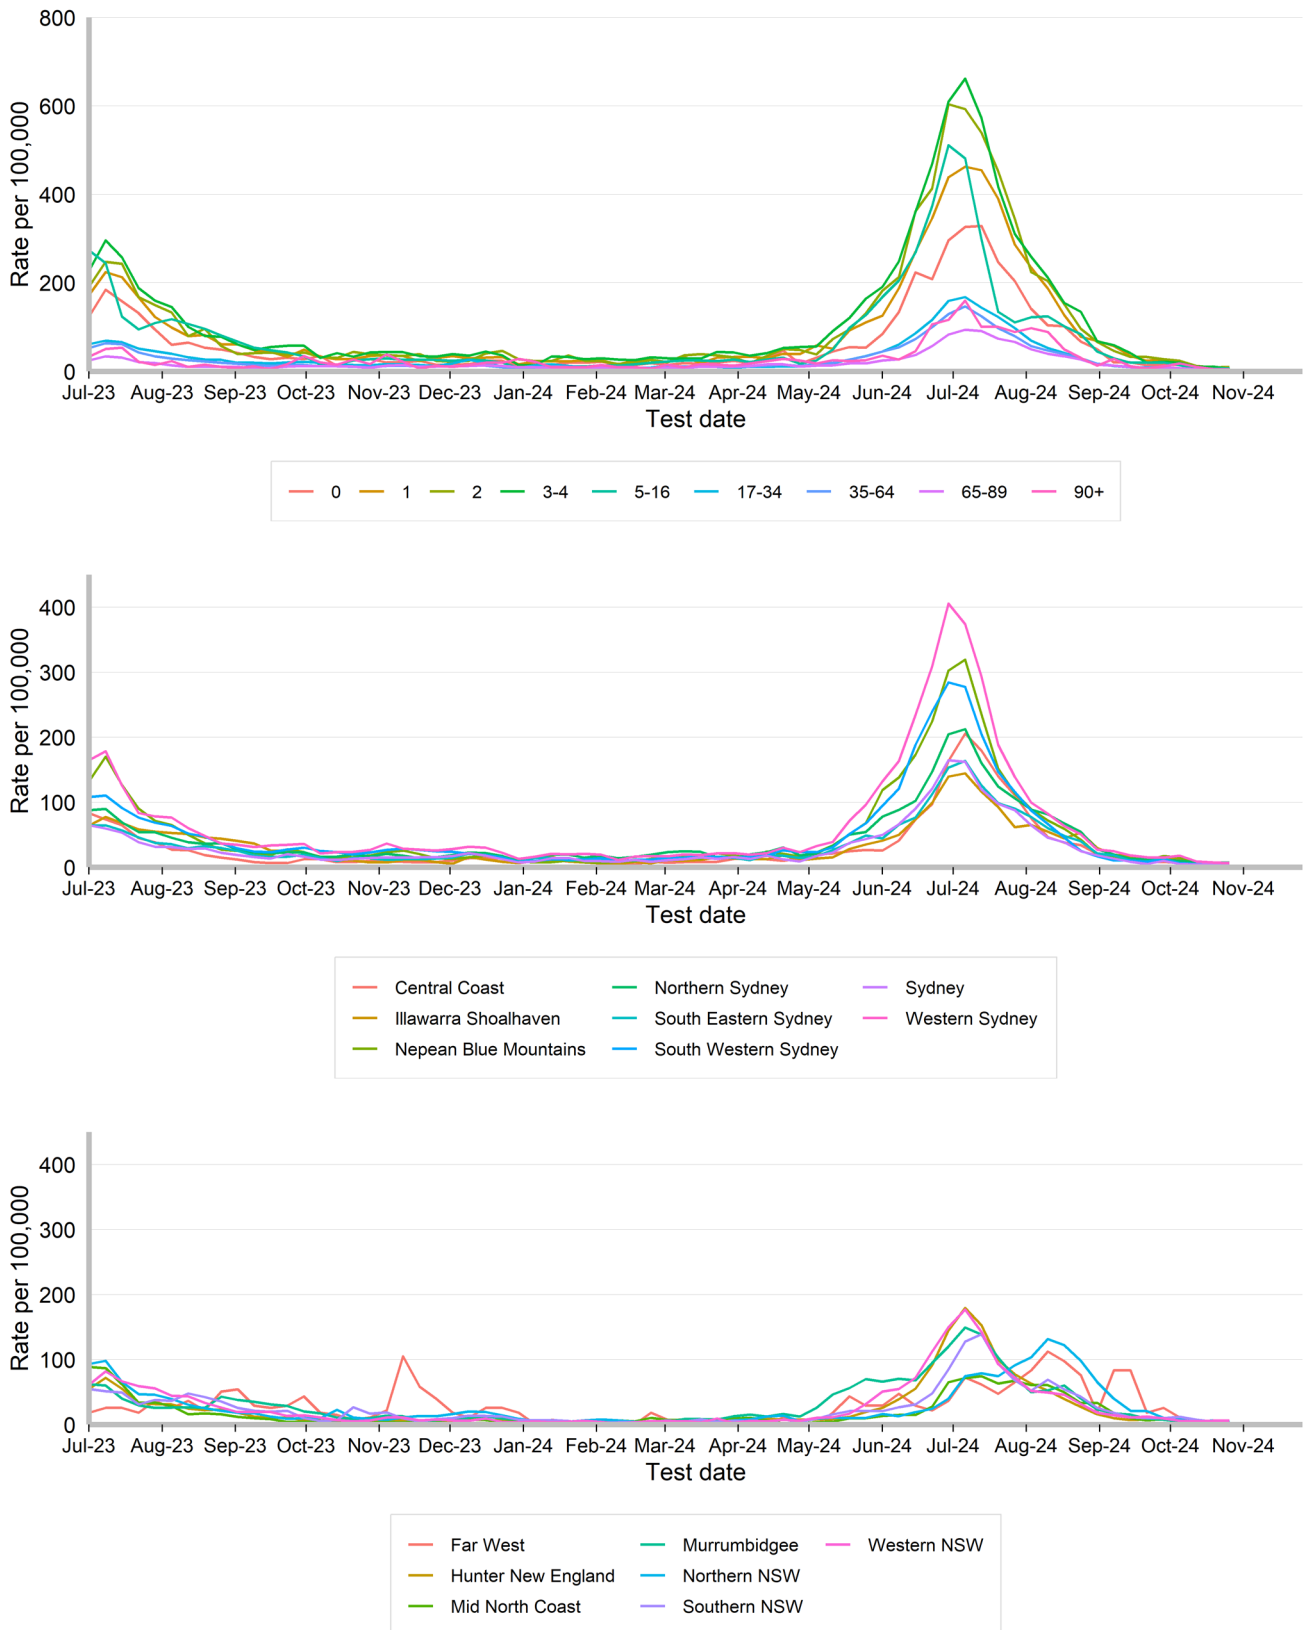 800
600
400
200
0
Rate per 100,000
Jul-23 Aug-23 Sep-23 Oct-23 Nov-23 Dec-23 Jan-24 Feb-24 Mar-24 Apr-24 May-24 Jun-24 Jul-24 Aug-24 Sep-24 Oct-24 Nov-24
Test date
0 1 2 3-4 5-16 17-34 35-64 65-89 90+
400
300
200
100
0
Rate per 100,000
Jul-23 Aug-23 Sep-23 Oct-23 Nov-23 Dec-23 Jan-24 Feb-24 Mar-24 Apr-24 May-24 Jun-24 Jul-24 Aug-24 Sep-24 Oct-24 Nov-24
Test date
Central Coast Northern Sydney Sydney
Illawarra Shoalhaven South Eastern Sydney Western Sydney
Nepean Blue Mountains South Western Sydney
400
300
200
100
0
Rate per 100,000
Jul-23 Aug-23 Sep-23 Oct-23 Nov-23 Dec-23 Jan-24 Feb-24 Mar-24 Apr-24 May-24 Jun-24 Jul-24 Aug-24 Sep-24 Oct-24 Nov-24
Test date
Far West Murrumbidgee Western NSW
Hunter New England Northern NSW
Mid North Coast Southern NSW